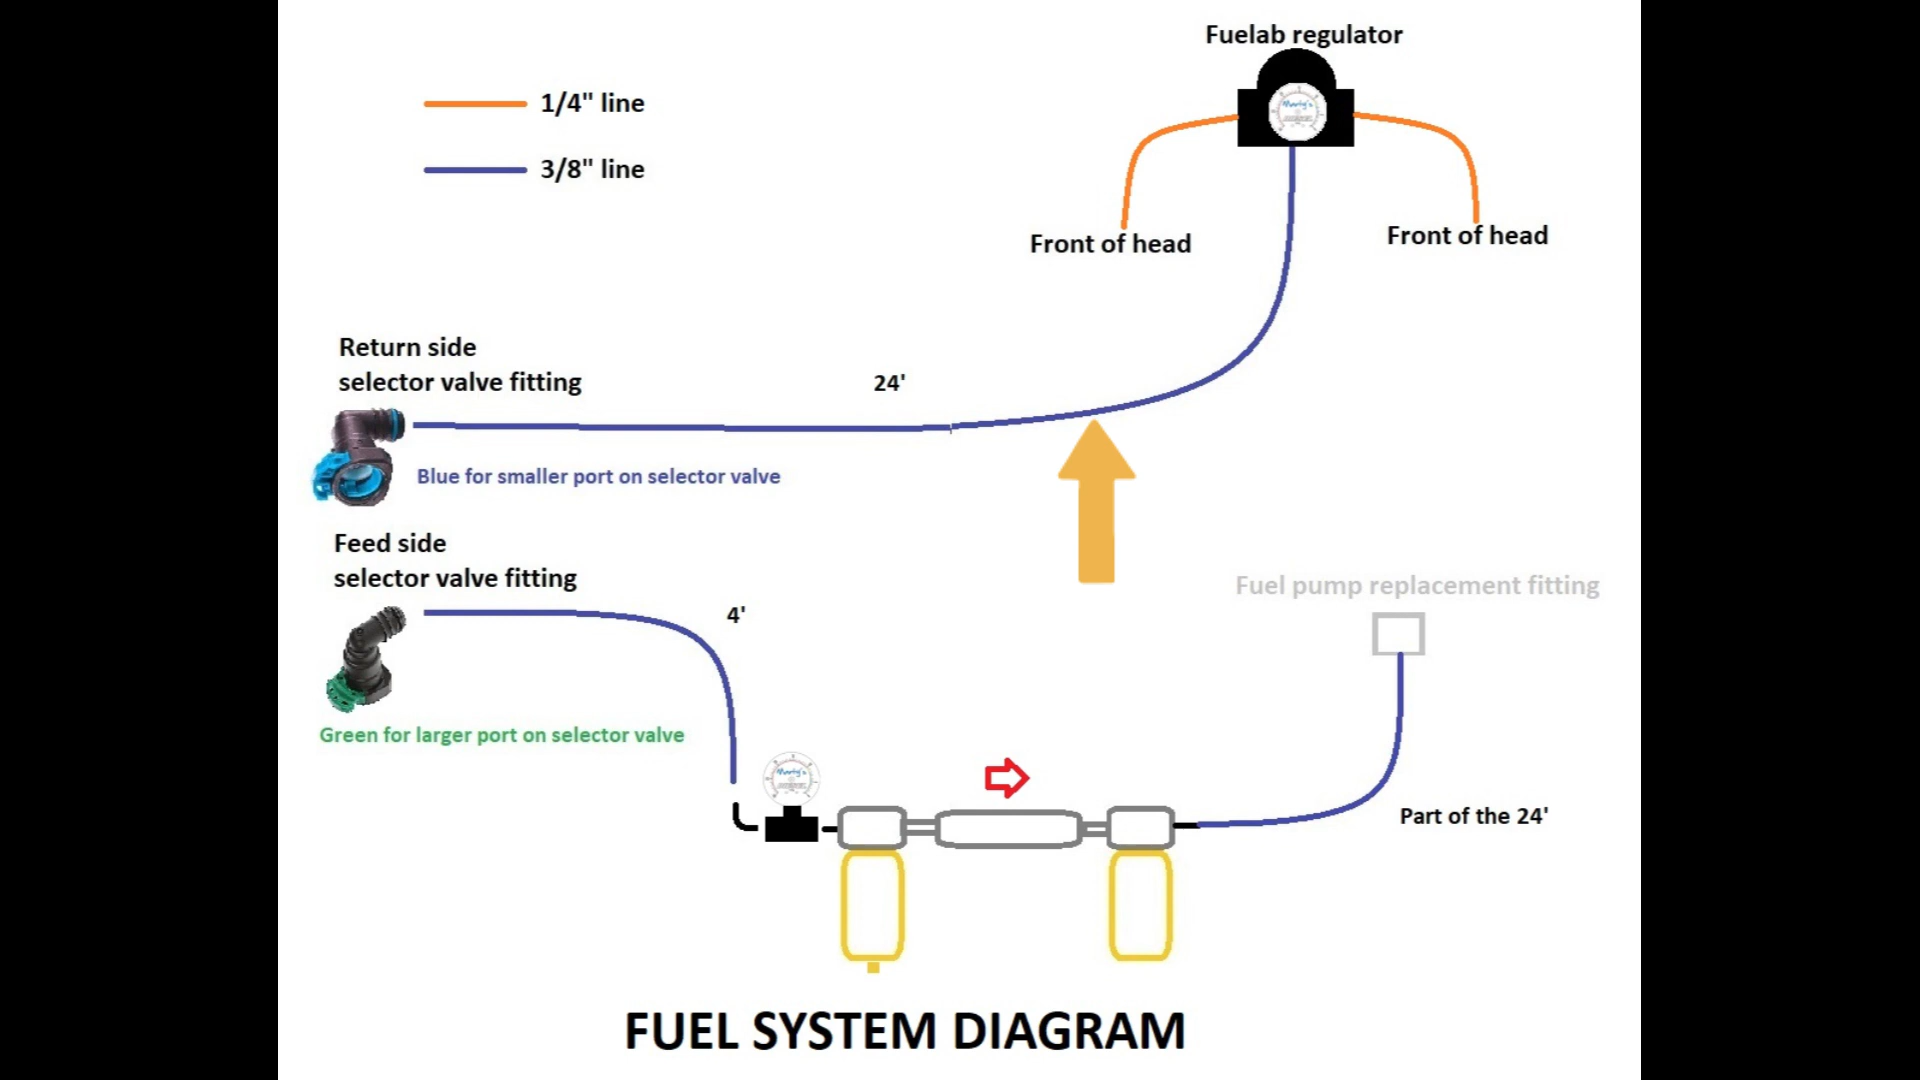 Fuelab regulator
1/4" line
3/8" line
Marty's
Front of head
Front of head
Return side
selector valve fitting
24'
Blue for smaller port on selector valve
Feed side
selector valve fitting
4'
Fuel pump replacement fitting
Green for larger port on selector valve
Marty's
Part of the 24'
FUEL SYSTEM DIAGRAM